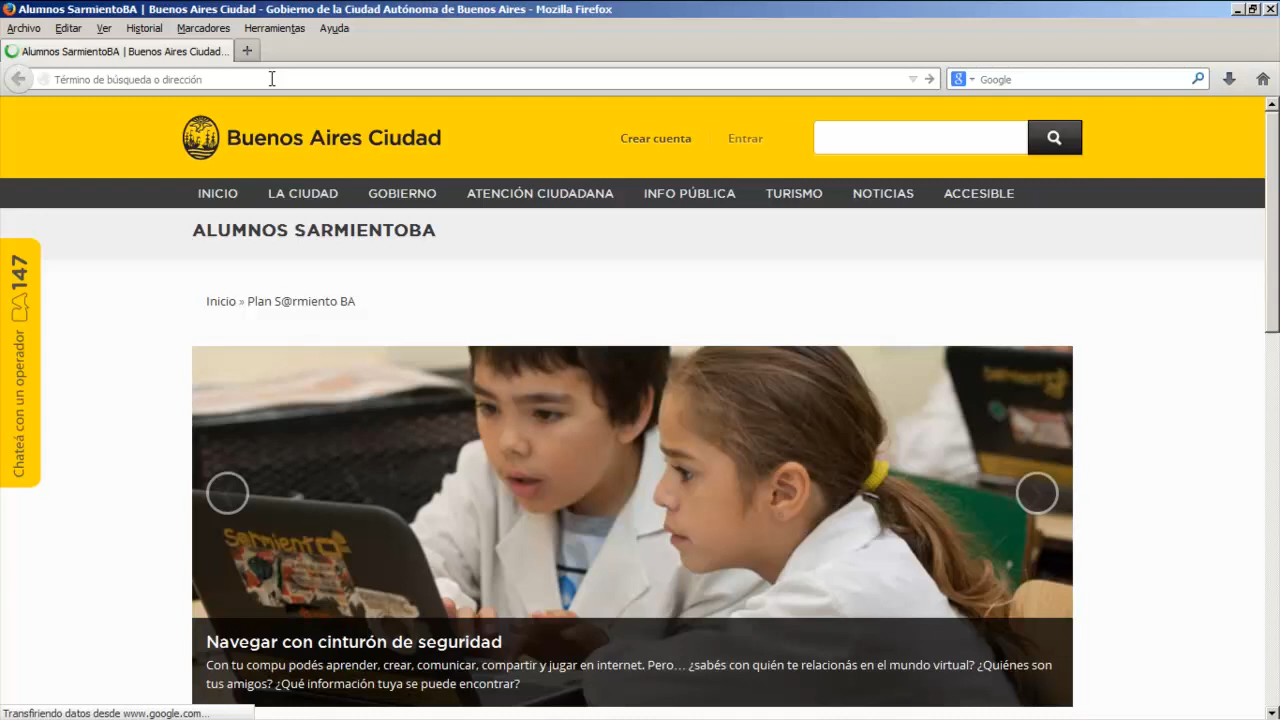 Alumnos SarmientoBA | Buenos Aires Ciudad - Gobierno de la Ciudad Autónoma de Buenos Aires - Mozilla Firefox
Archivo Editar Ver Historial Marcadores Herramientas Ayuda
Alumnos SarmientoBA | Buenos Aires Ciudad...
Término de búsqueda o dirección
Google
Buenos Aires Ciudad
Crear cuenta
Entrar
INICIO LA CIUDAD GOBIERNO ATENCIÓN CIUDADANA INFO PÚBLICA TURISMO NOTICIAS ACCESIBLE
ALUMNOS SARMIENTOBA
Chateá con un operador BA147
Inicio » Plan S@rmiento BA
Navegar con cinturón de seguridad
Con tu compu podés aprender, crear, comunicar, compartir y jugar en internet. Pero... ¿sabés con quién te relacionás en el mundo virtual? ¿Quiénes son
tus amigos? ¿Qué información tuya se puede encontrar?
Transfiriendo datos desde www.google.com...